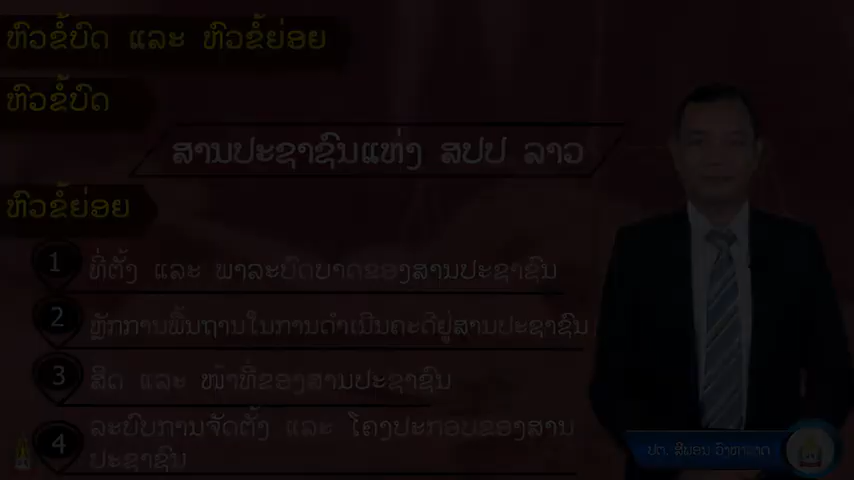 ຫົວຂໍ້ບົດ ແລະ ຫົວຂໍ້ຍ່ອຍ
ຫົວຂໍ້ບົດ
ສານປະຊາຊົນແຫ່ງ ສປປ ລາວ
ຫົວຂໍ້ຍ່ອຍ
1 ທີ່ຕັ້ງ ແລະ ພາລະບົດບາດຂອງສານປະຊາຊົນ
2 ຫຼັກການພື້ນຖານໃນການດຳເນີນຄະດີຢູ່ສານປະຊາຊົນ
3 ສິດ ແລະ ໜ້າທີ່ຂອງສານປະຊາຊົນ
4 ລະບົບການຈັດຕັ້ງ ແລະ ໂຄງປະກອບຂອງສານ
ປະຊາຊົນ
ປຕ. ສີພອນ